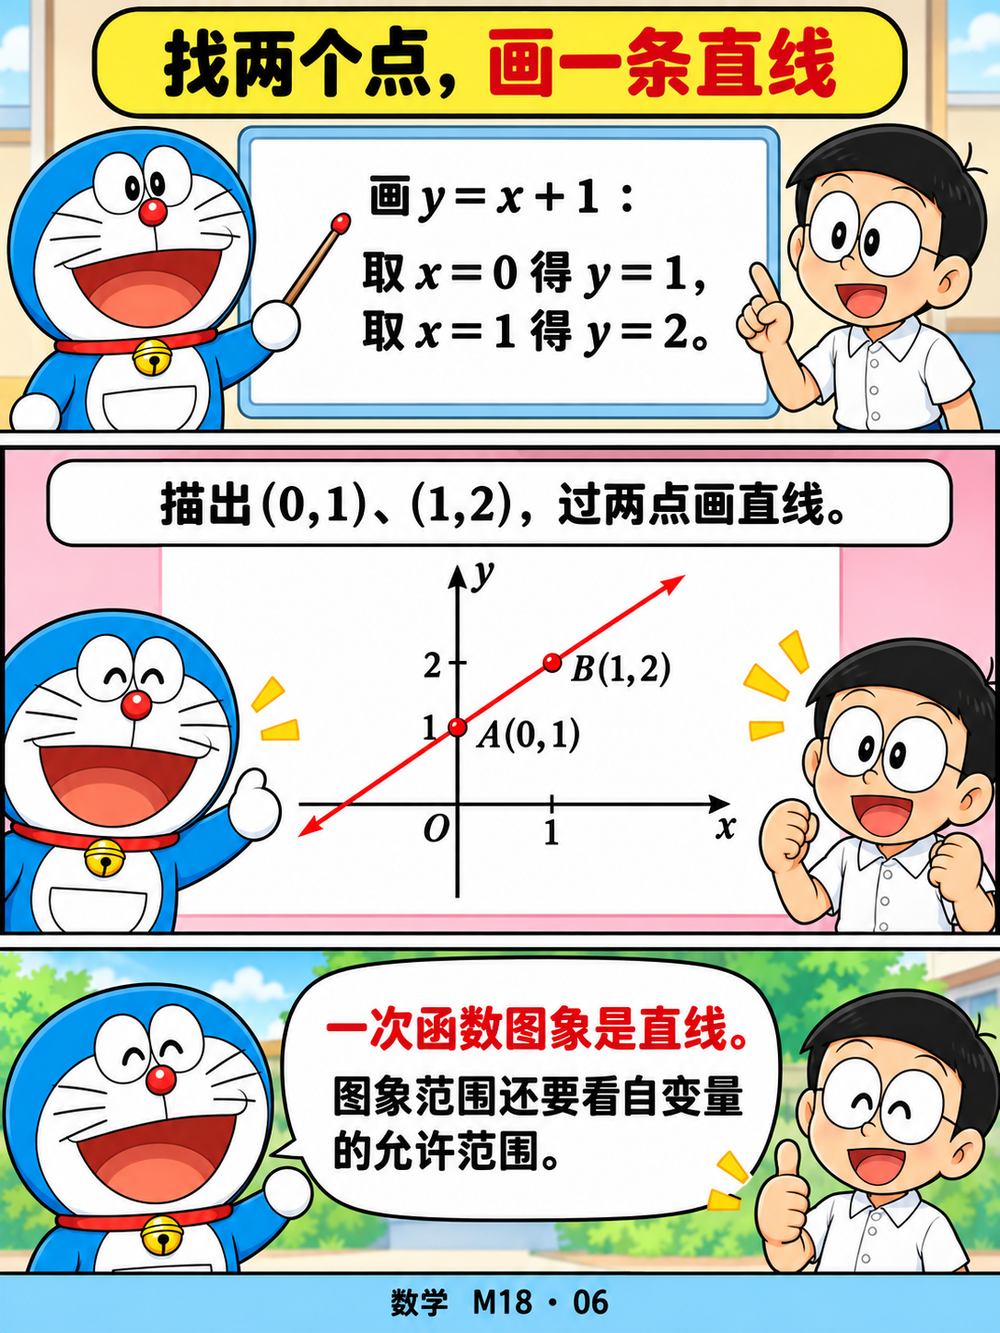 找两个点，画一条直线
画 y = x + 1：
取 x = 0 得 y = 1，
取 x = 1 得 y = 2。
描出(0,1)、(1,2)，过两点画直线。
y
2
B(1,2)
1
A(0,1)
O
1
x
一次函数图象是直线。
图象范围还要看自变量
的允许范围。
数学 M18 · 06